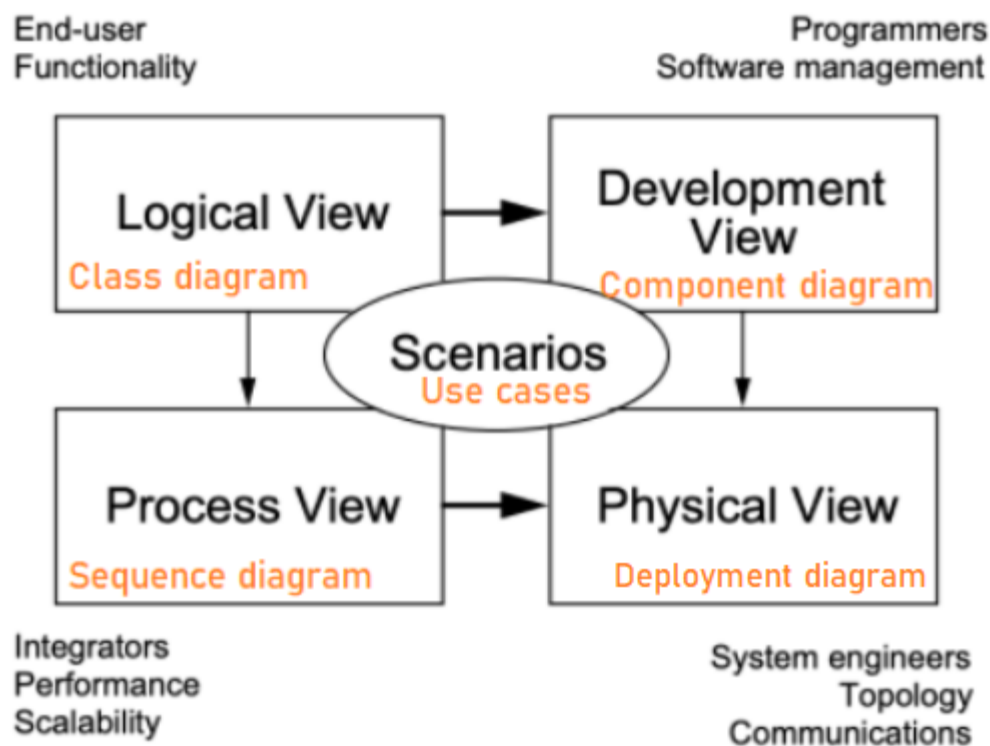 End-user
Functionality
Programmers
Software management
Logical View
Class diagram
Development
View
Component diagram
Scenarios
Use cases
Process View
Sequence diagram
Physical View
Deployment diagram
Integrators
Performance
Scalability
System engineers
Topology
Communications